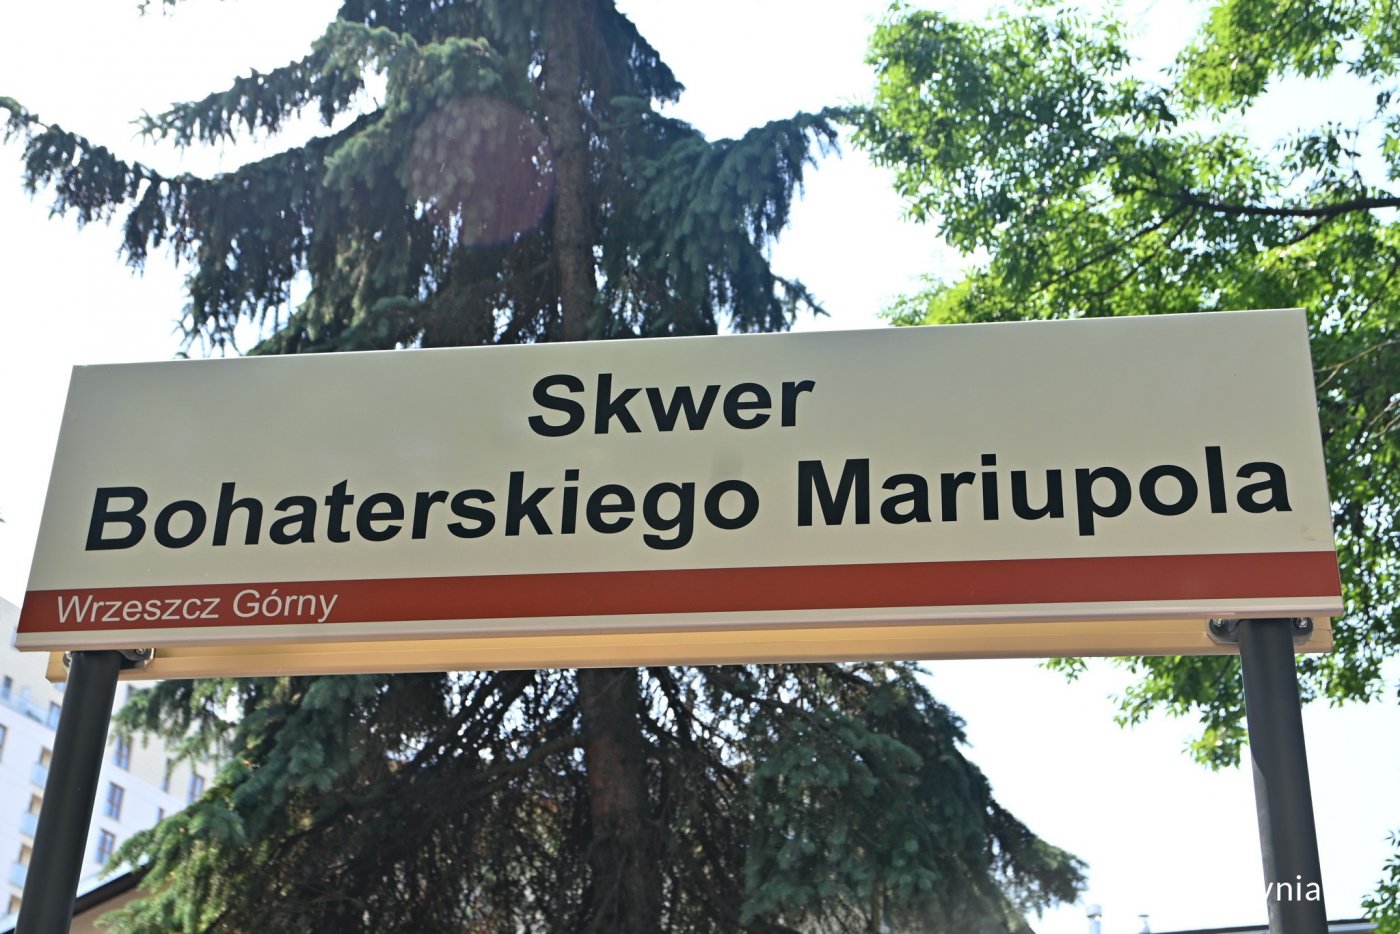 Skwer
Bohaterskiego Mariupola
Wrzeszcz Górny